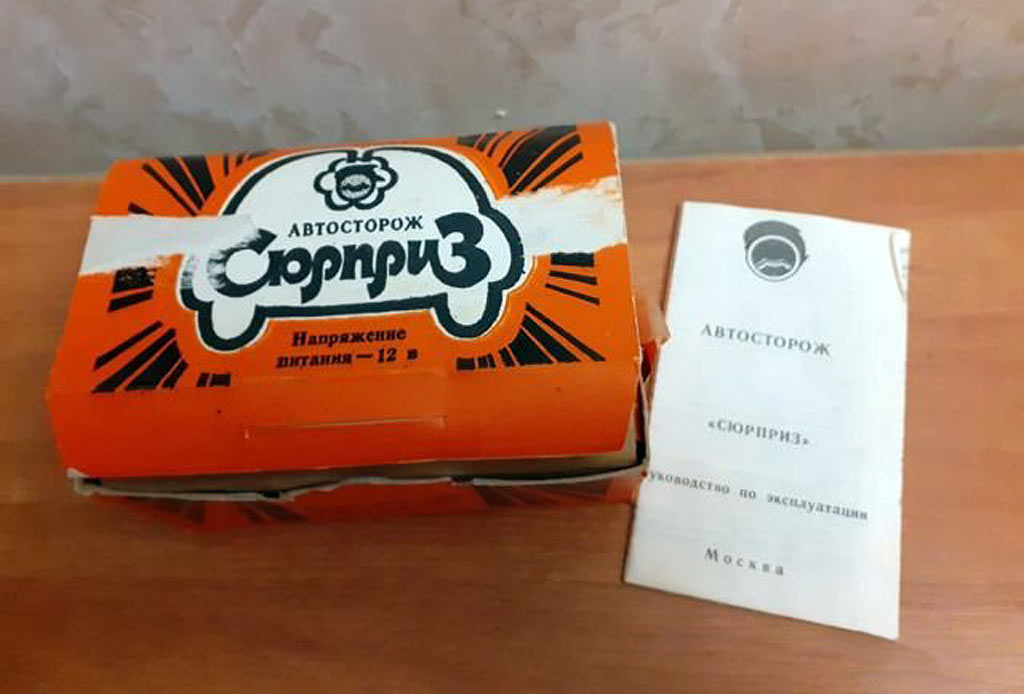 АВТОСТОРОЖ
СюрприЗ
Напряжение
питания — 12 в
АВТОСТОРОЖ
«СЮРПРИЗ»
уководство по эксплуатации
Москва